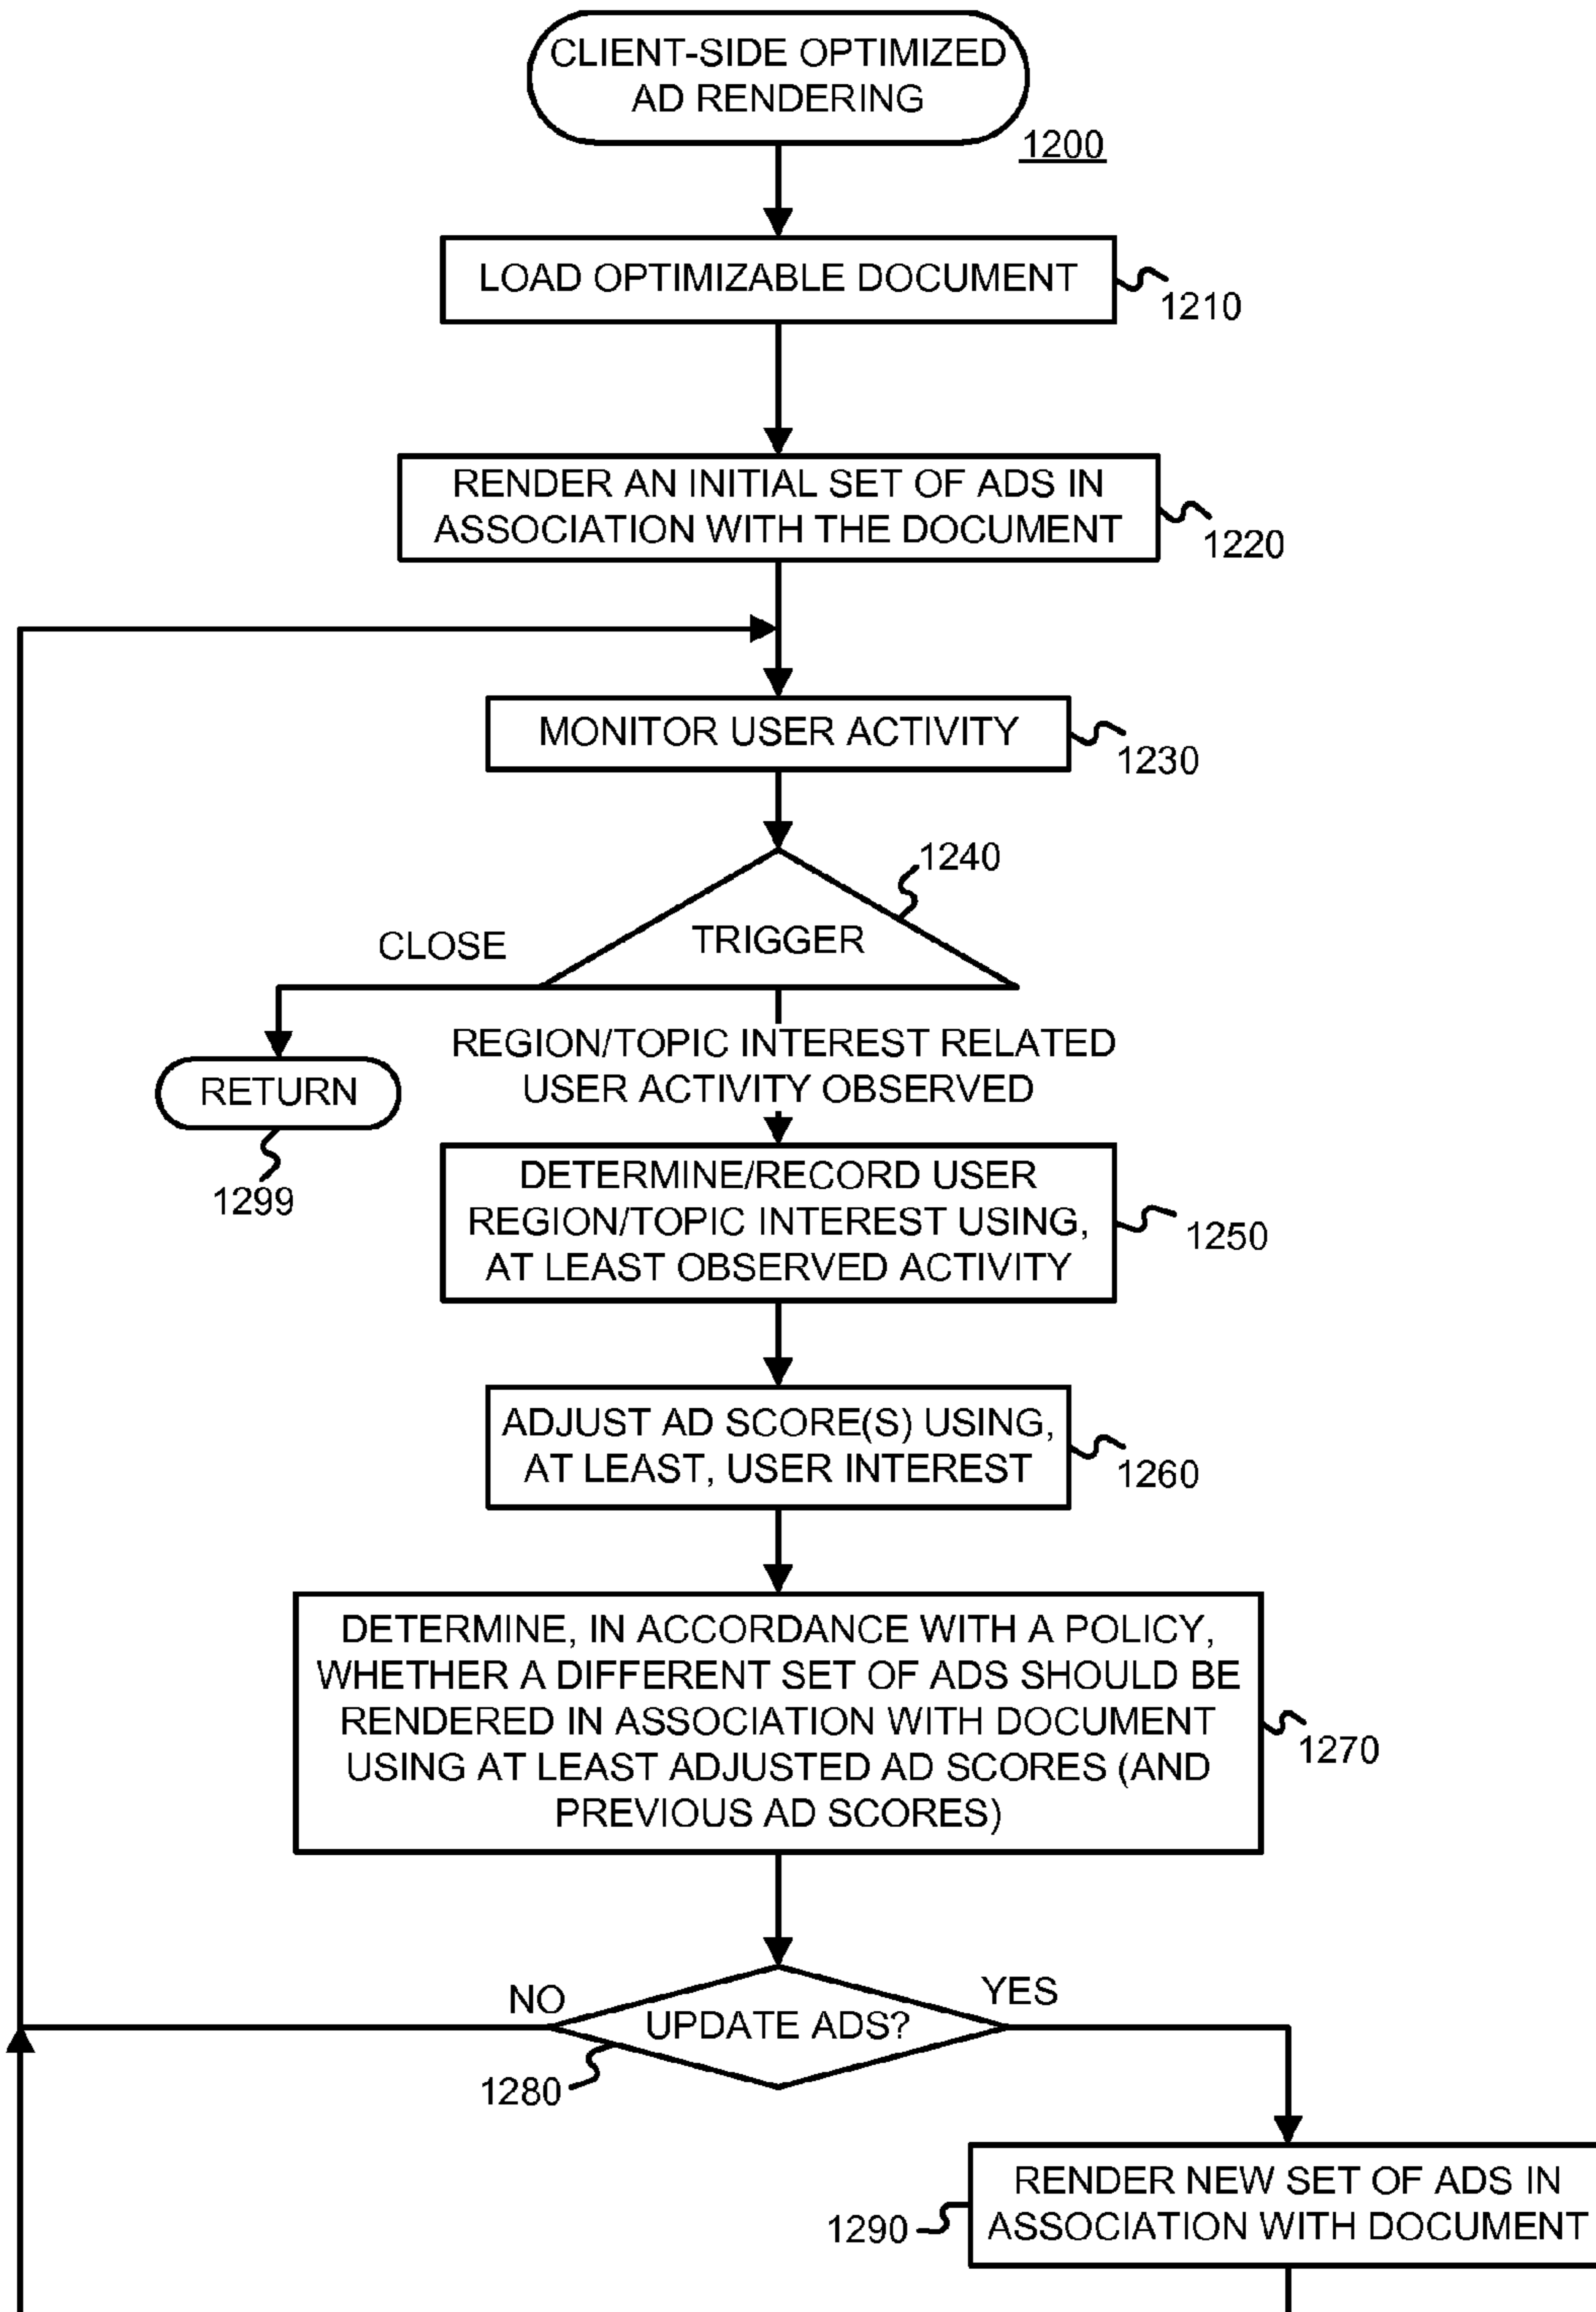 CLIENT-SIDE OPTIMIZED
AD RENDERING
1200
LOAD OPTIMIZABLE DOCUMENT
1210
RENDER AN INITIAL SET OF ADS IN
ASSOCIATION WITH THE DOCUMENT
1220
MONITOR USER ACTIVITY
1230
1240
TRIGGER
CLOSE
REGION/TOPIC INTEREST RELATED
USER ACTIVITY OBSERVED
RETURN
1299
DETERMINE/RECORD USER
REGION/TOPIC INTEREST USING,
AT LEAST OBSERVED ACTIVITY
1250
ADJUST AD SCORE(S) USING,
AT LEAST, USER INTEREST
1260
DETERMINE, IN ACCORDANCE WITH A POLICY,
WHETHER A DIFFERENT SET OF ADS SHOULD BE
RENDERED IN ASSOCIATION WITH DOCUMENT
USING AT LEAST ADJUSTED AD SCORES (AND
PREVIOUS AD SCORES)
1270
NO
YES
UPDATE ADS?
1280
RENDER NEW SET OF ADS IN
ASSOCIATION WITH DOCUMENT
1290